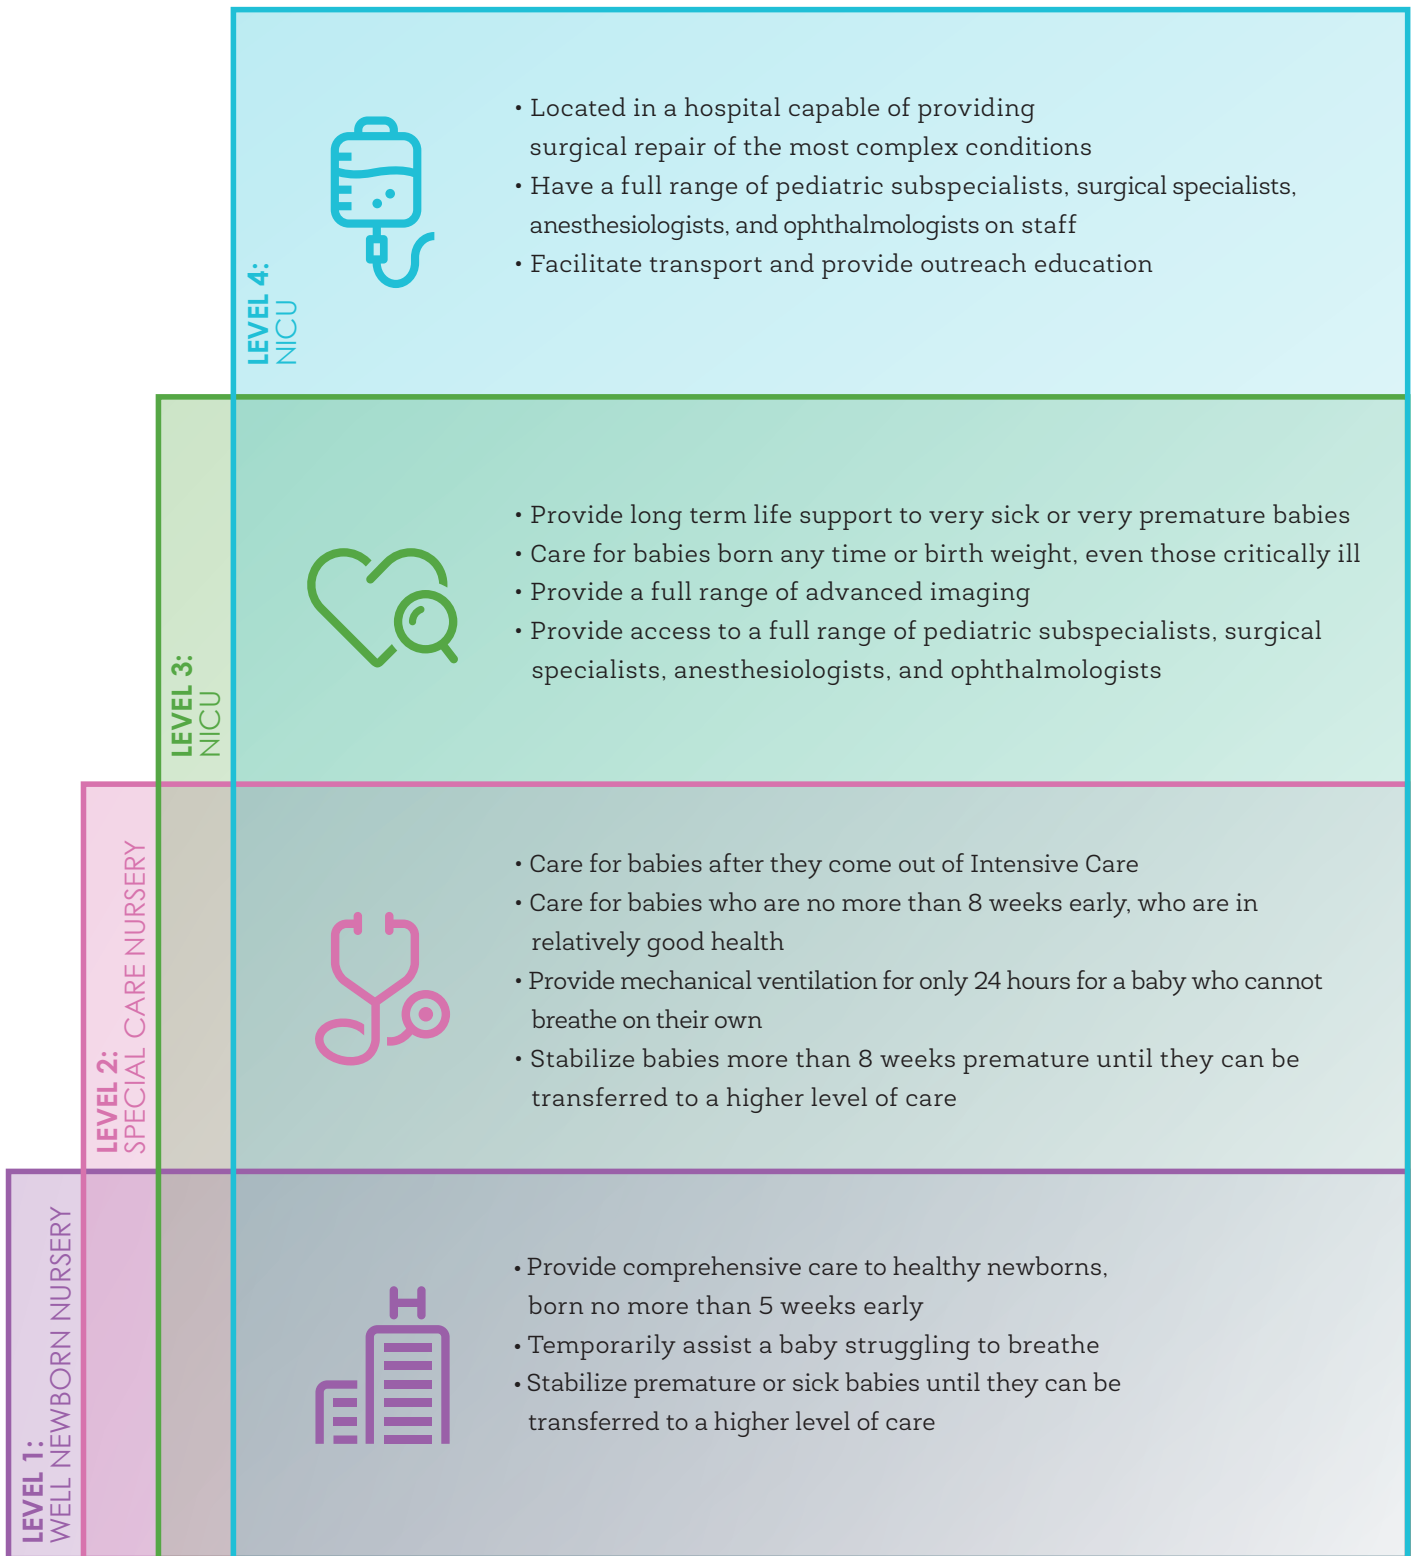 LEVEL 4:
NICU
• Located in a hospital capable of providing
surgical repair of the most complex conditions
• Have a full range of pediatric subspecialists, surgical specialists,
anesthesiologists, and ophthalmologists on staff
• Facilitate transport and provide outreach education
LEVEL 3:
NICU
• Provide long term life support to very sick or very premature babies
• Care for babies born any time or birth weight, even those critically ill
• Provide a full range of advanced imaging
• Provide access to a full range of pediatric subspecialists, surgical
specialists, anesthesiologists, and ophthalmologists
LEVEL 2:
SPECIAL CARE NURSERY
• Care for babies after they come out of Intensive Care
• Care for babies who are no more than 8 weeks early, who are in
relatively good health
• Provide mechanical ventilation for only 24 hours for a baby who cannot
breathe on their own
• Stabilize babies more than 8 weeks premature until they can be
transferred to a higher level of care
LEVEL 1:
WELL NEWBORN NURSERY
H
• Provide comprehensive care to healthy newborns,
born no more than 5 weeks early
• Temporarily assist a baby struggling to breathe
• Stabilize premature or sick babies until they can be
transferred to a higher level of care